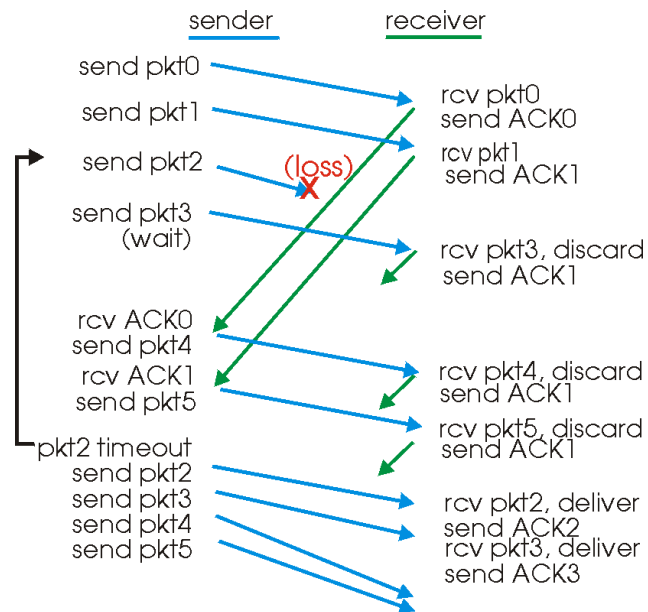 sender
receiver
send pkt0
send pkt1
send pkt2
send pkt3
(wait)
(loss)
X
rcv pkt0
send ACK0
rcv pkt1
send ACK1
rcv pkt3, discard
send ACK1
rcv ACK0
send pkt4
rcv ACK1
send pkt5
rcv pkt4, discard
send ACK1
rcv pkt5, discard
send ACK1
pkt2 timeout
send pkt2
send pkt3
send pkt4
send pkt5
rcv pkt2, deliver
send ACK2
rcv pkt3, deliver
send ACK3